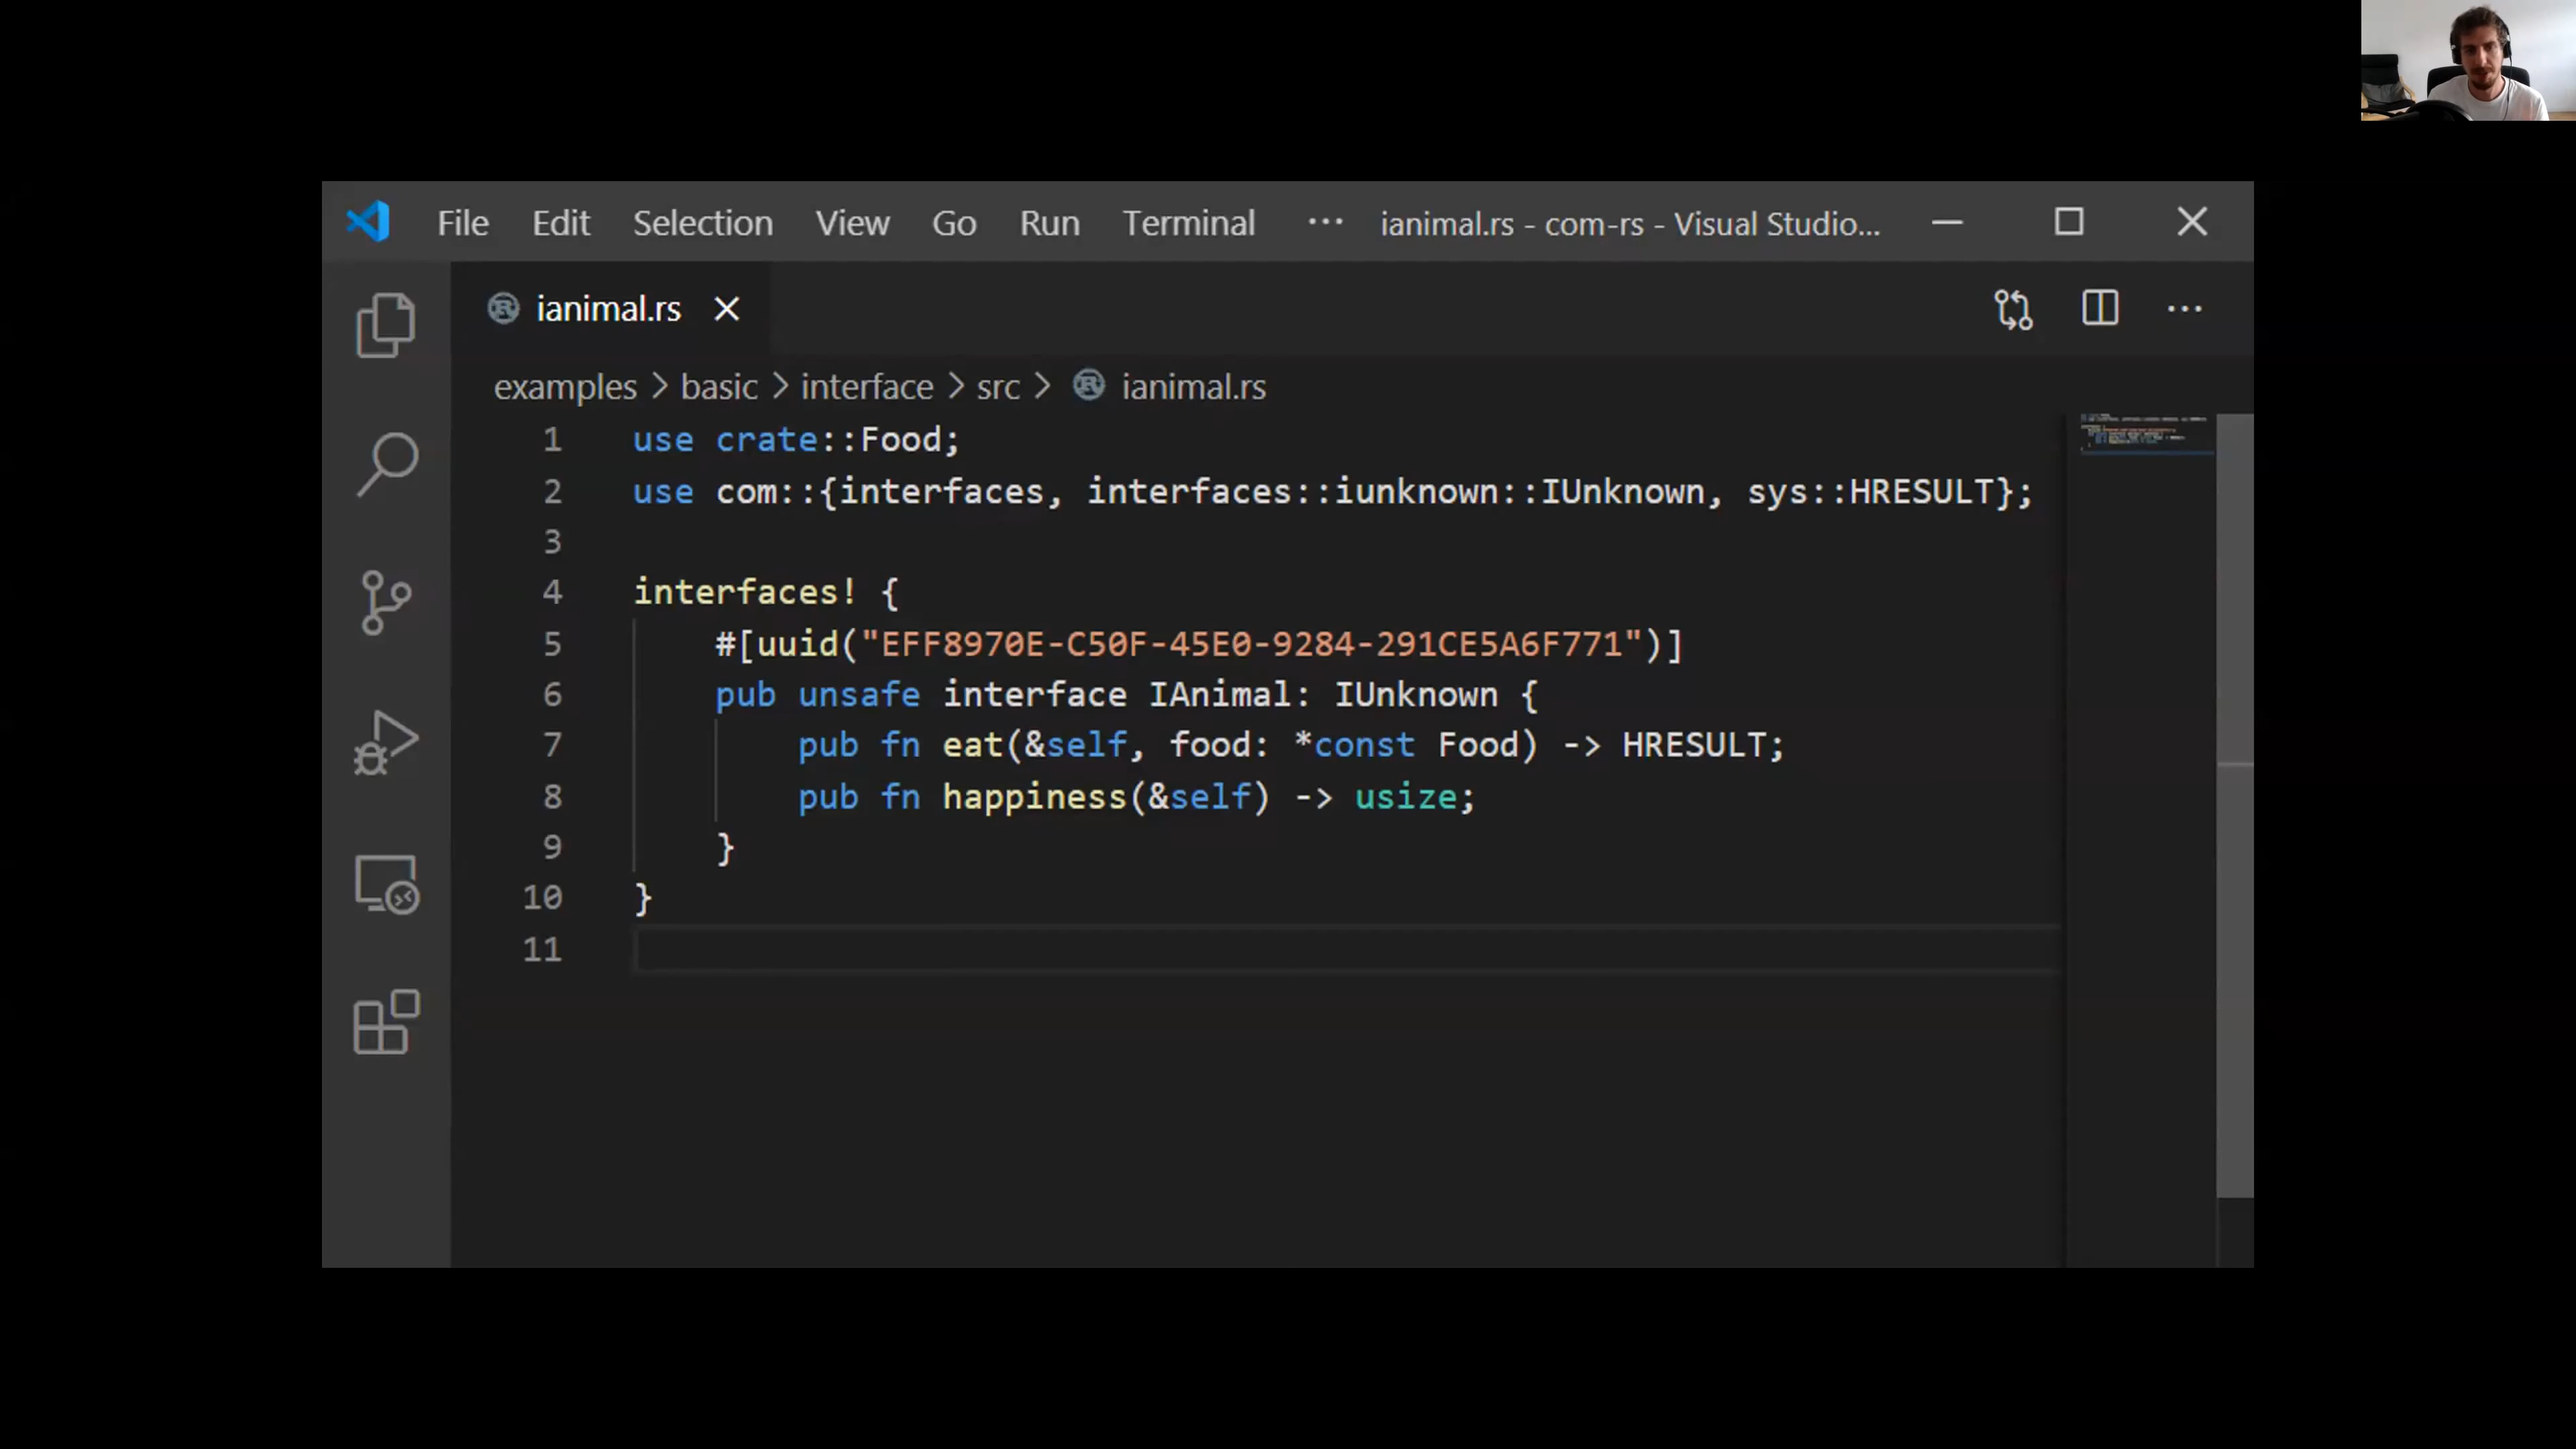 File Edit Selection View Go Run Terminal ··· ianimal.rs - com-rs - Visual Studio...
ianimal.rs
examples > basic > interface > src > ianimal.rs
1 use crate::Food;
2 use com::{interfaces, interfaces::iunknown::IUnknown, sys::HRESULT};
3
4 interfaces! {
5     #[uuid("EFF8970E-C50F-45E0-9284-291CE5A6F771")]
6     pub unsafe interface IAnimal: IUnknown {
7         pub fn eat(&self, food: *const Food) -> HRESULT;
8         pub fn happiness(&self) -> usize;
9     }
10 }
11